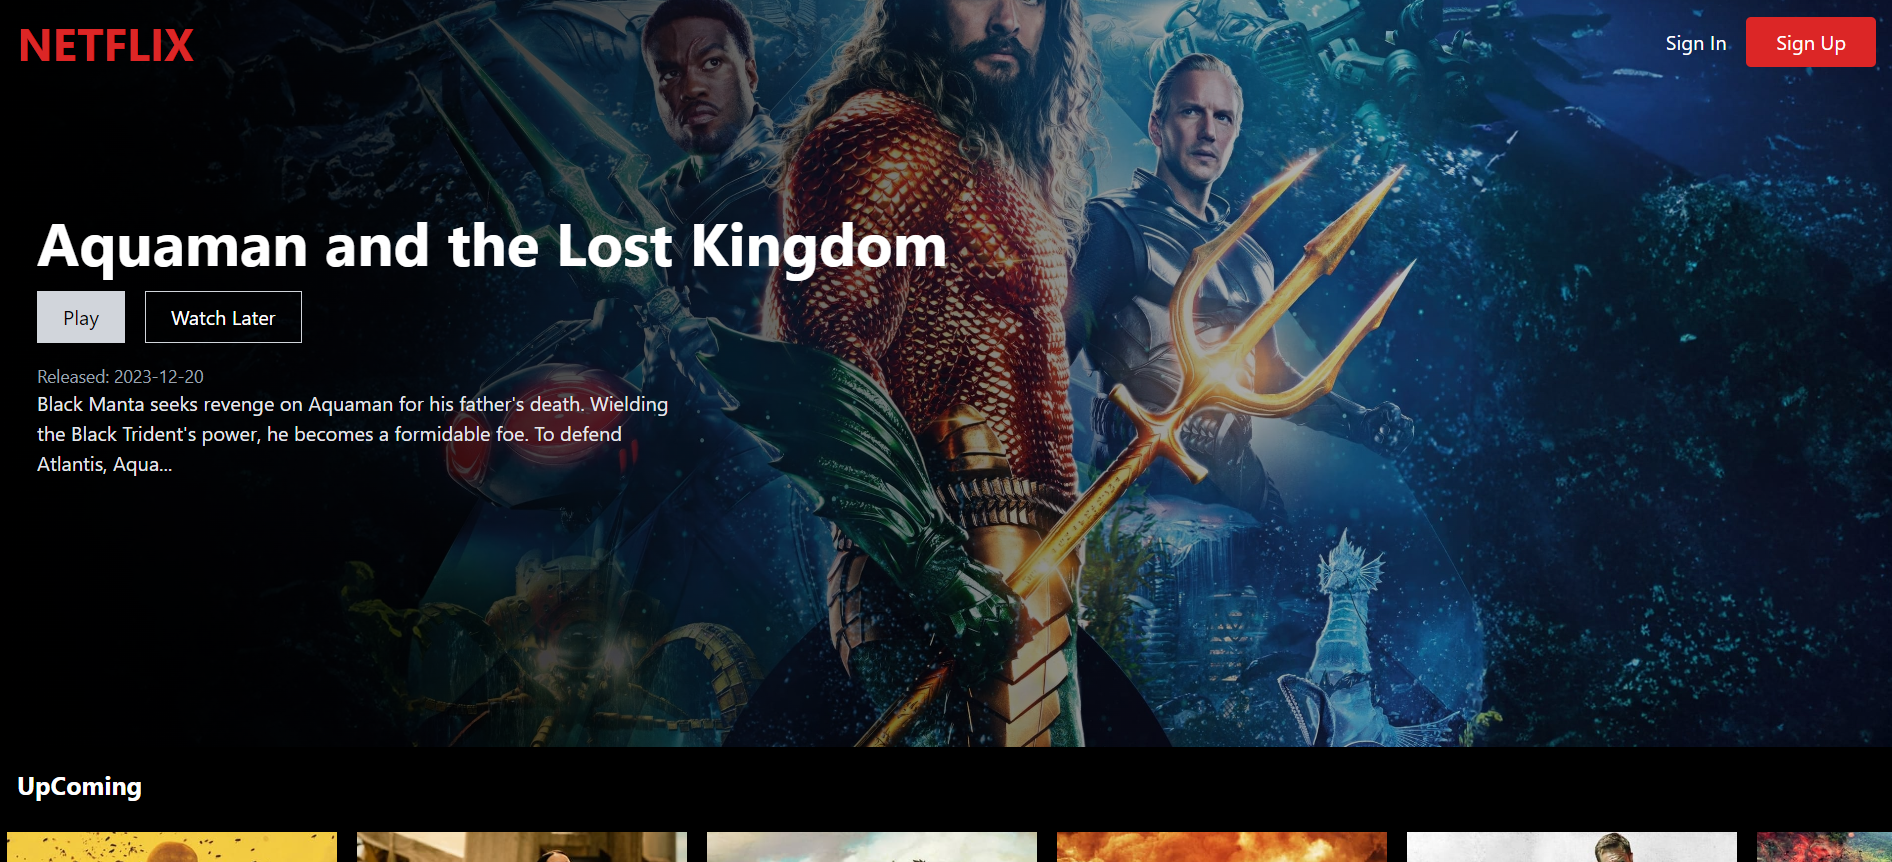 NETFLIX
Sign In
Sign Up
Aquaman and the Lost Kingdom
Play
Watch Later
Released: 2023-12-20
Black Manta seeks revenge on Aquaman for his father's death. Wielding
the Black Trident's power, he becomes a formidable foe. To defend
Atlantis, Aqua...
UpComing